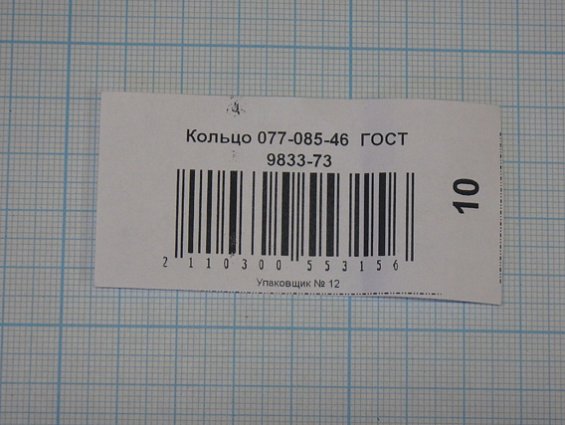 Кольцо 077-085-46 ГОСТ
9833-73
10
2 110300 553156
Упаковщик № 12